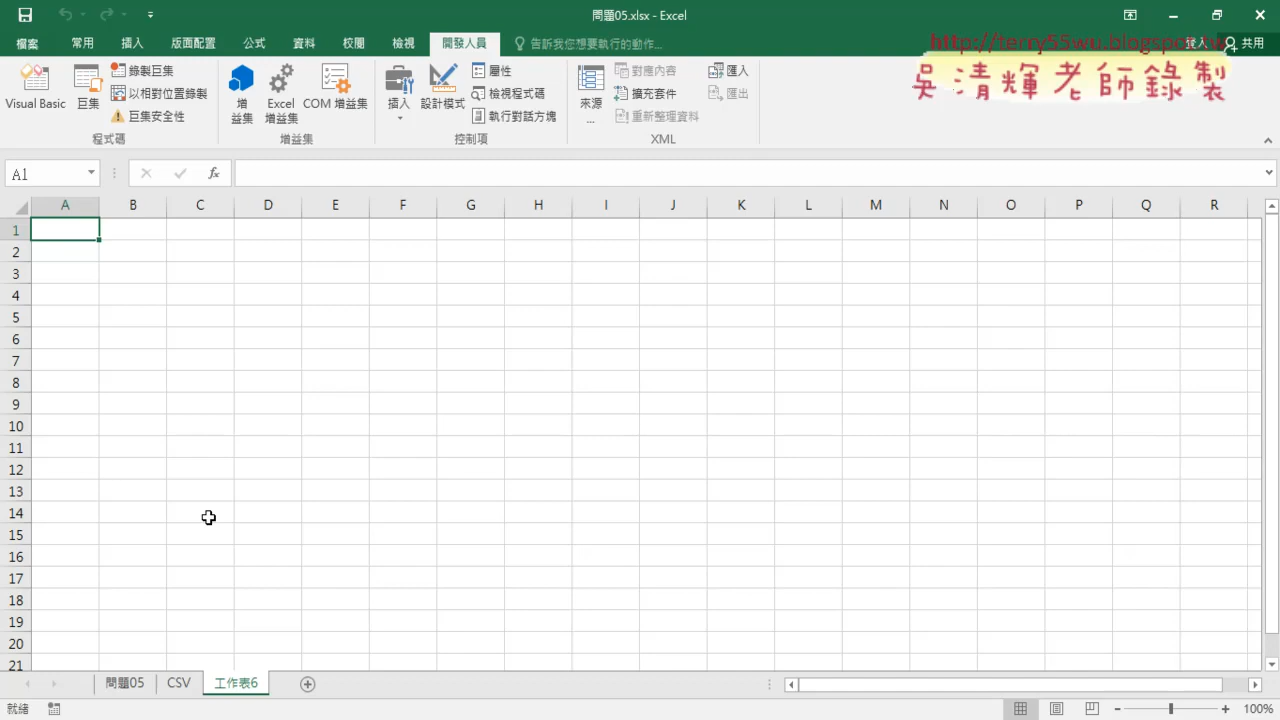 問題05.xlsx - Excel
檔案 常用 插入 版面配置 公式 資料 校閱 檢視 開發人員 告訴我您想要執行的動作... 登入 共用
http://terry55wu.blogspot.tw
吳清輝老師錄製
Visual Basic 巨集 錄製巨集 以相對位置錄製 巨集安全性
增益集 Excel 增益集 COM 增益集
插入 設計模式 屬性 檢視程式碼 執行對話方塊
來源... 對應內容 擴充套件 重新整理資料 匯入 匯出
程式碼 增益集 控制項 XML
A1 fx
A B C D E F G H I J K L M N O P Q R
1
2
3
4
5
6
7
8
9
10
11
12
13
14
15
16
17
18
19
20
21
問題05 CSV 工作表6
就緒 100%